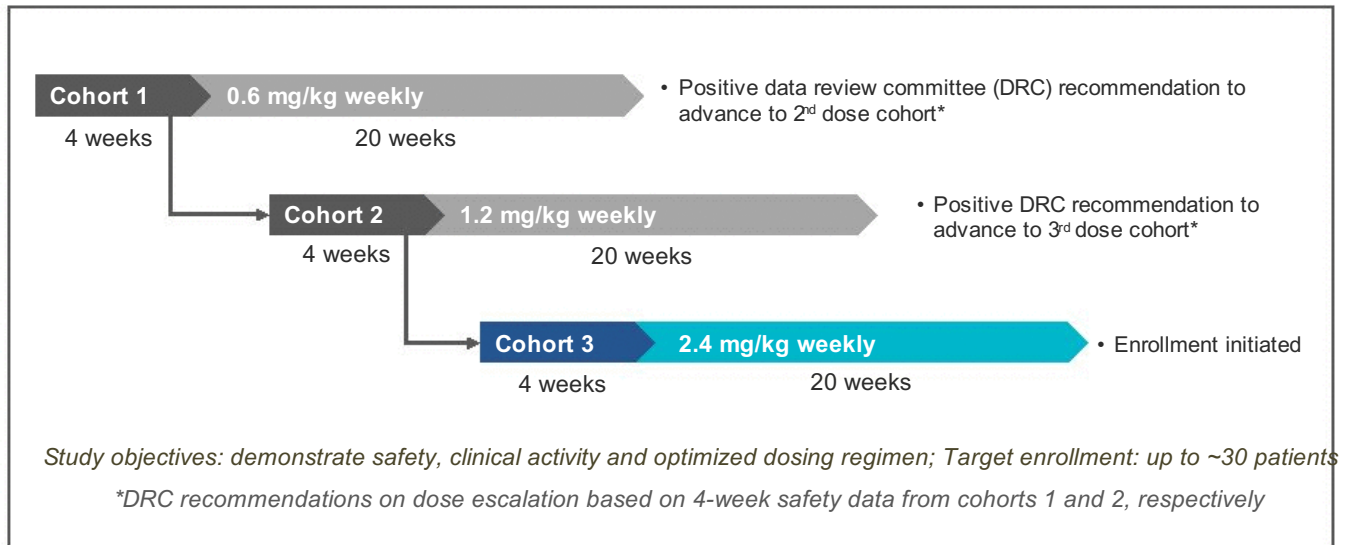 Cohort 1
0.6 mg/kg weekly
4 weeks
20 weeks
• Positive data review committee (DRC) recommendation to
advance to 2nd dose cohort*
Cohort 2
1.2 mg/kg weekly
4 weeks
20 weeks
• Positive DRC recommendation to
advance to 3rd dose cohort*
Cohort 3
2.4 mg/kg weekly
4 weeks
20 weeks
• Enrollment initiated
Study objectives: demonstrate safety, clinical activity and optimized dosing regimen; Target enrollment: up to ~30 patients
*DRC recommendations on dose escalation based on 4-week safety data from cohorts 1 and 2, respectively